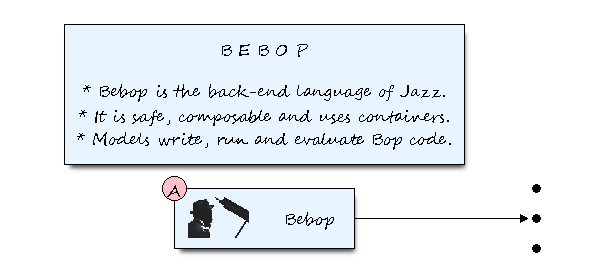 BEBOP
* Bebop is the back-end language of Jazz.
* It is safe, composable and uses containers.
* Models write, run and evaluate Bop code.
A
Bebop